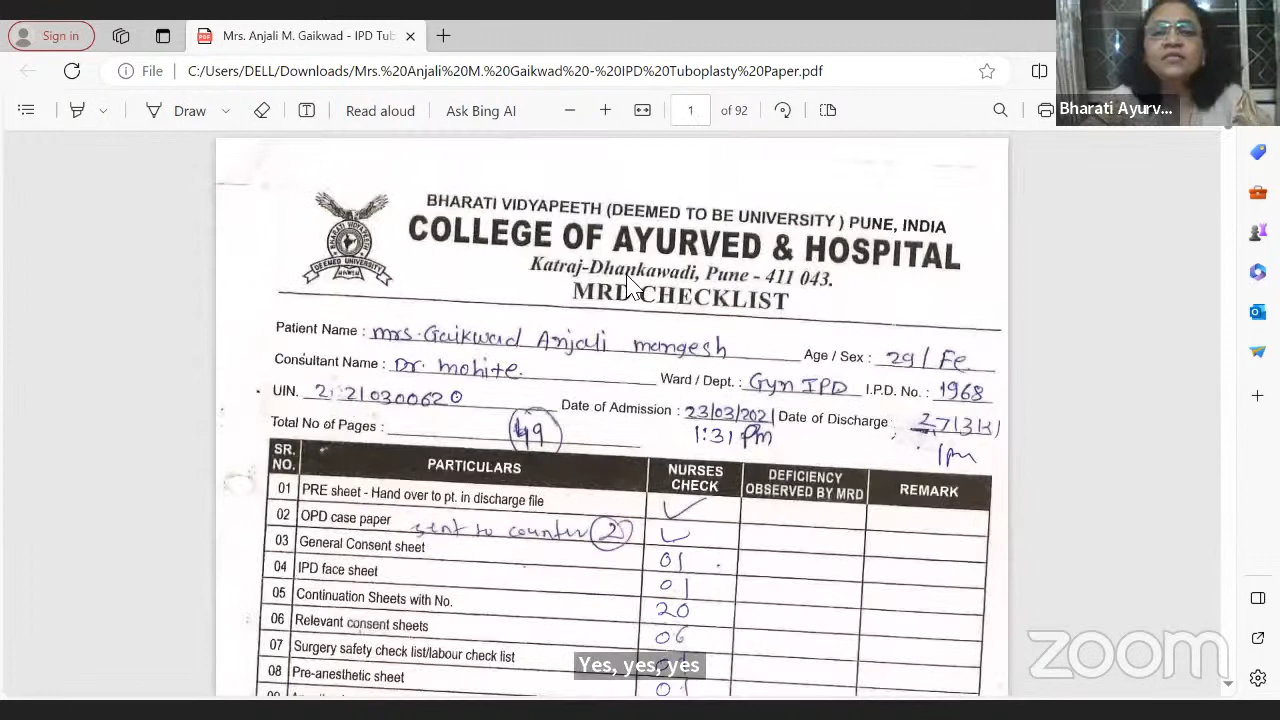 Sign in
Mrs. Anjali M. Gaikwad - IPD Tub
File C:/Users/DELL/Downloads/Mrs.%20Anjali%20M.%20Gaikwad%20-%20IPD%20Tuboplasty%20Paper.pdf
Draw Read aloud Ask Bing AI 1 of 92
Bharati Ayurv...
BHARATI VIDYAPEETH (DEEMED TO BE UNIVERSITY) PUNE, INDIA
COLLEGE OF AYURVED & HOSPITAL
Katraj-Dhankawadi, Pune - 411 043.
MRD CHECKLIST
BHARATI VIDYAPEETH
DEEMED UNIVERSITY
Patient Name : mrs. Gaikwad Anjali mangesh Age / Sex : 29/ Fe
Consultant Name : Dr. mohite. Ward / Dept. : Gyn IPD I.P.D. No. : 1968
UIN. Date of Admission : 23/03/2021 Date of Discharge :
1:31 pm
Total No of Pages : 49
1pm
SR. NO. PARTICULARS NURSES CHECK DEFICIENCY OBSERVED BY MRD REMARK
01 PRE sheet - Hand over to pt. in discharge file
02 OPD case paper sent to counter 2
03 General Consent sheet 01
04 IPD face sheet 01
05 Continuation Sheets with No. 20
06 Relevant consent sheets 06
07 Surgery safety check list/labour check list
08 Pre-anesthetic sheet 01
Yes, yes, yes
zoom